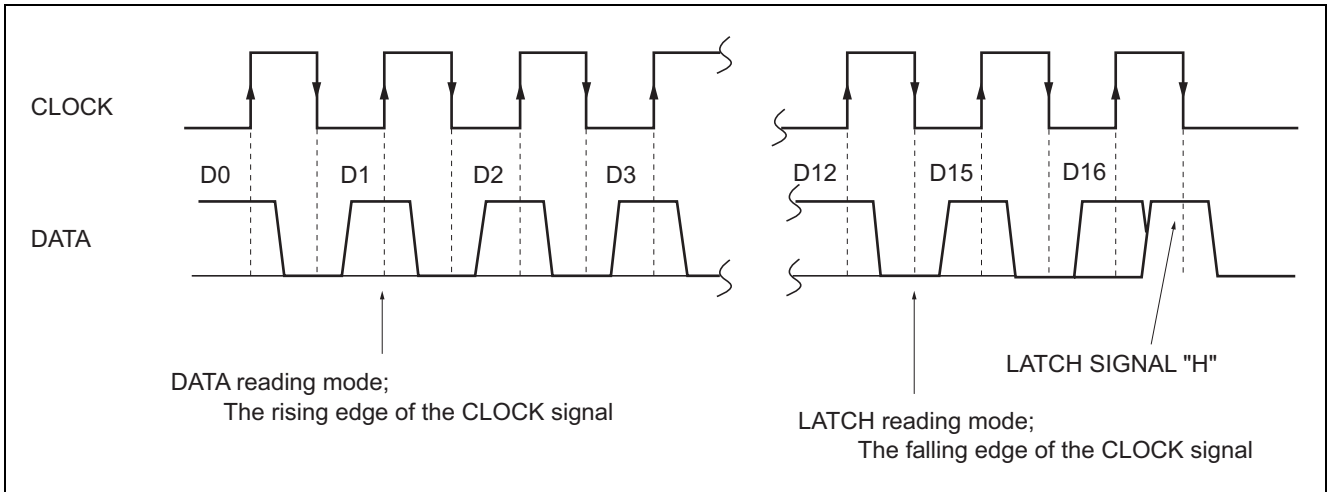 CLOCK
D0 D1 D2 D3 D12 D15 D16
DATA
LATCH SIGNAL "H"
DATA reading mode;
The rising edge of the CLOCK signal
LATCH reading mode;
The falling edge of the CLOCK signal